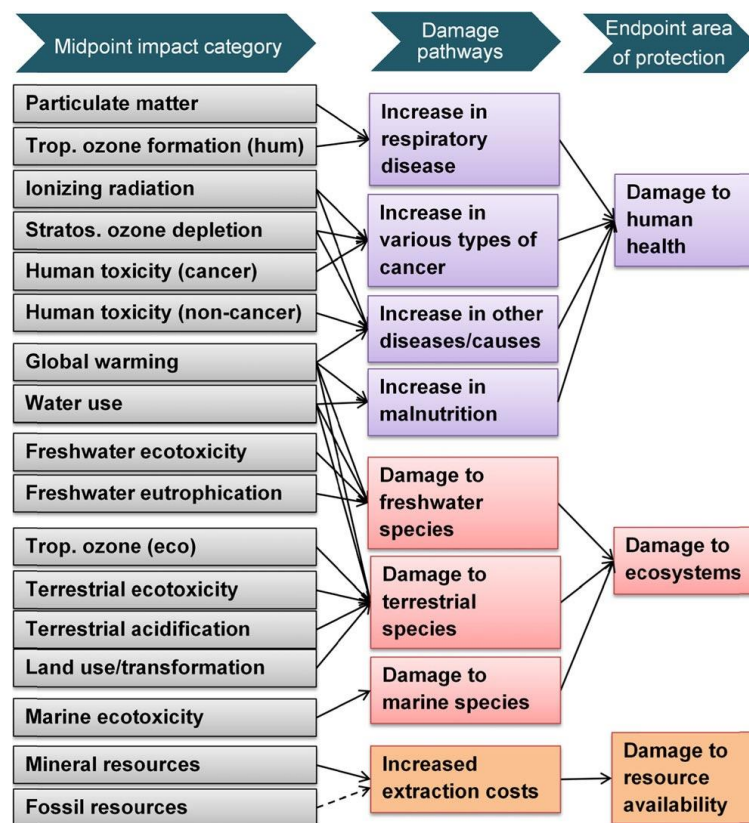 Midpoint impact category
Damage
pathways
Endpoint area
of protection
Particulate matter
Trop. ozone formation (hum)
Ionizing radiation
Stratos. ozone depletion
Human toxicity (cancer)
Human toxicity (non-cancer)
Global warming
Water use
Freshwater ecotoxicity
Freshwater eutrophication
Trop. ozone (eco)
Terrestrial ecotoxicity
Terrestrial acidification
Land use/transformation
Marine ecotoxicity
Mineral resources
Fossil resources
Increase in
respiratory
disease
Increase in
various types of
cancer
Increase in other
diseases/causes
Increase in
malnutrition
Damage to
freshwater
species
Damage to
terrestrial
species
Damage to
marine species
Increased
extraction costs
Damage to
human
health
Damage to
ecosystems
Damage to
resource
availability